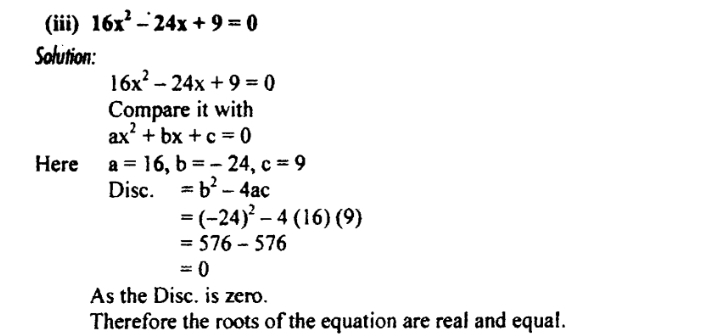 (iii) 16x² – 24x + 9 = 0
Solution:
16x² – 24x + 9 = 0
Compare it with
ax² + bx + c = 0
Here a = 16, b = – 24, c = 9
Disc. = b² – 4ac
= (–24)² – 4 (16) (9)
= 576 – 576
= 0
As the Disc. is zero.
Therefore the roots of the equation are real and equal.